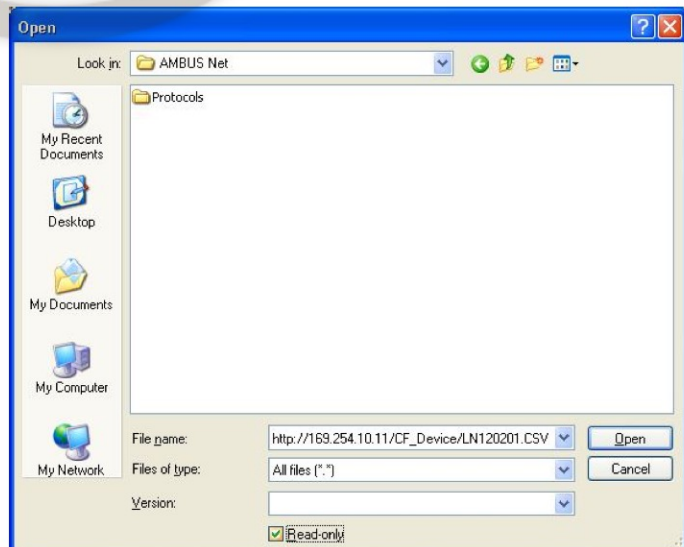 Open
Look in:
AMBUS Net
Protocols
My Recent
Documents
Desktop
My Documents
My Computer
My Network
File name:
http://169.254.10.11/CF_Device/LN120201.CSV
Open
Files of type:
All files (*.*)
Cancel
Version:
Read-only